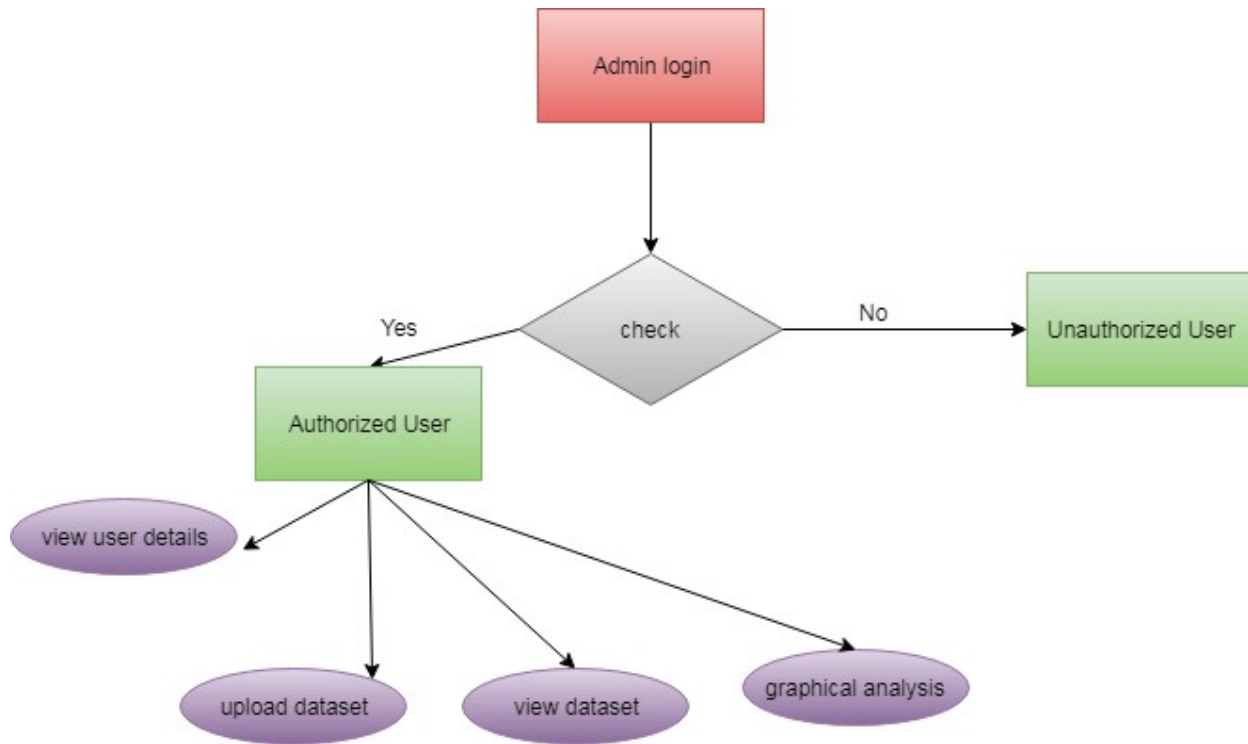 Admin login
check
Yes
No
Unauthorized User
Authorized User
view user details
upload dataset
view dataset
graphical analysis